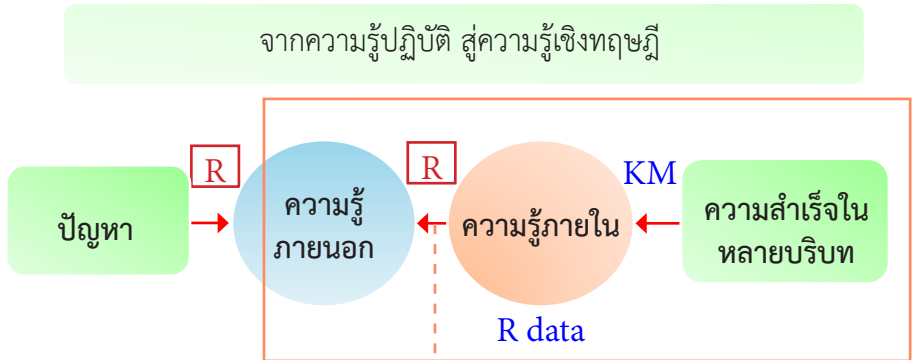 จากความรู้ปฏิบัติ สู่ความรู้เชิงทฤษฎี
R
R
KM
ปัญหา
ความรู้
ภายนอก
ความรู้ภายใน
ความสำเร็จใน
หลายบริบท
R data